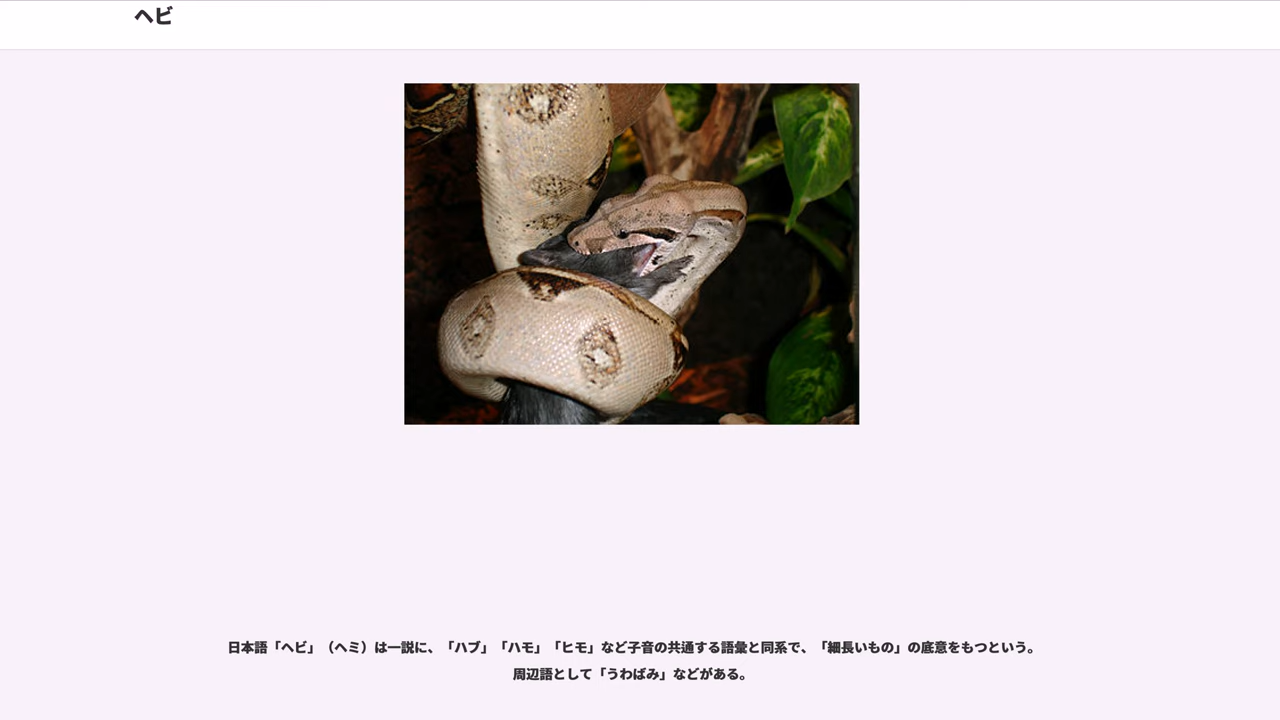 ヘビ
日本語「ヘビ」（ヘミ）は一説に、「ハブ」「ハモ」「ヒモ」など子音の共通する語彙と同系で、「細長いもの」の底意をもつという。
周辺語として「うわばみ」などがある。